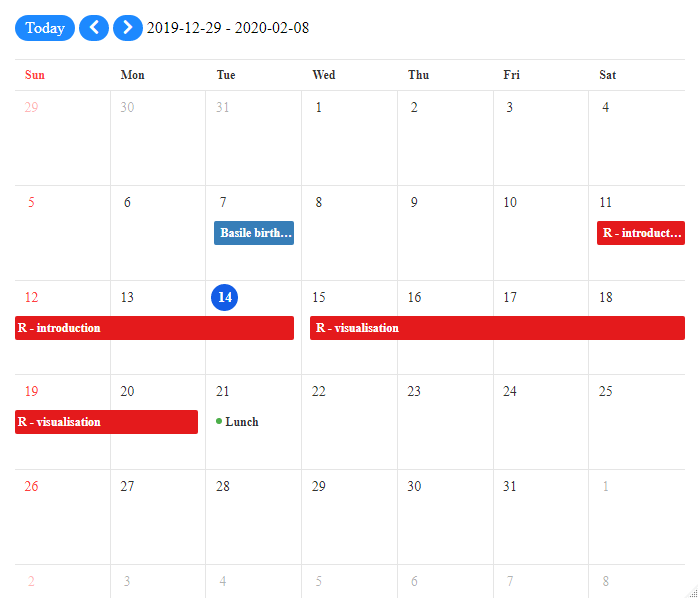 Today 2019-12-29 - 2020-02-08
Sun Mon Tue Wed Thu Fri Sat
29 30 31 1 2 3 4
5 6 7 8 9 10 11
Basile birth... R - introduct...
12 13 14 15 16 17 18
R - introduction R - visualisation
19 20 21 22 23 24 25
R - visualisation Lunch
26 27 28 29 30 31 1
2 3 4 5 6 7 8